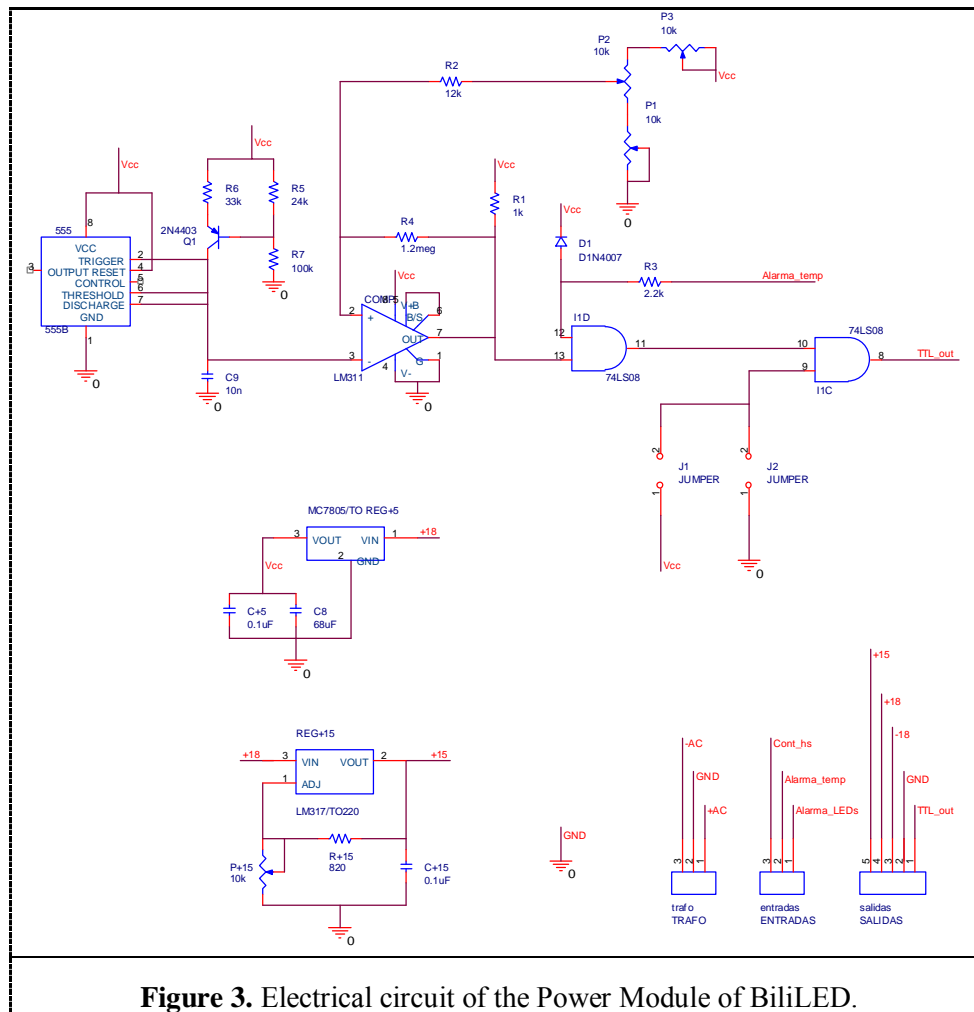 P3
10k
P2
10k
Vcc
R2
12k
P1
10k
0
Vcc
R6
33k
R5
24k
2N4403
Q1
R7
100k
0
Vcc
555
8
VCC
TRIGGER
OUTPUT RESET
CONTROL
THRESHOLD
DISCHARGE
GND
3
2
4
5
6
7
1
555B
0
C9
10n
0
Vcc
R1
1k
R4
1.2meg
Vcc
COMP
8 5
V+B
B/S
6
2
+
OUT
7
3
-
G
1
4
V-
LM311
0
Vcc
D1
D1N4007
R3
2.2k
Alarma_temp
I1D
12
13
11
74LS08
74LS08
10
9
8
TTL_out
I1C
2
J1
JUMPER
1
Vcc
2
J2
JUMPER
1
0
MC7805/TO REG+5
3
VOUT
VIN
1
+18
2
GND
Vcc
C+5
0.1uF
C8
68uF
0
REG+15
+18
3
VIN
VOUT
2
+15
1
ADJ
LM317/TO220
P+15
10k
R+15
820
C+15
0.1uF
0
GND
0
-AC
GND
+AC
3
2
1
trafo
TRAFO
Cont_hs
Alarma_temp
Alarma_LEDs
3
2
1
entradas
ENTRADAS
+15
+18
-18
GND
TTL_out
5
4
3
2
1
salidas
SALIDAS
Figure 3. Electrical circuit of the Power Module of BiliLED.